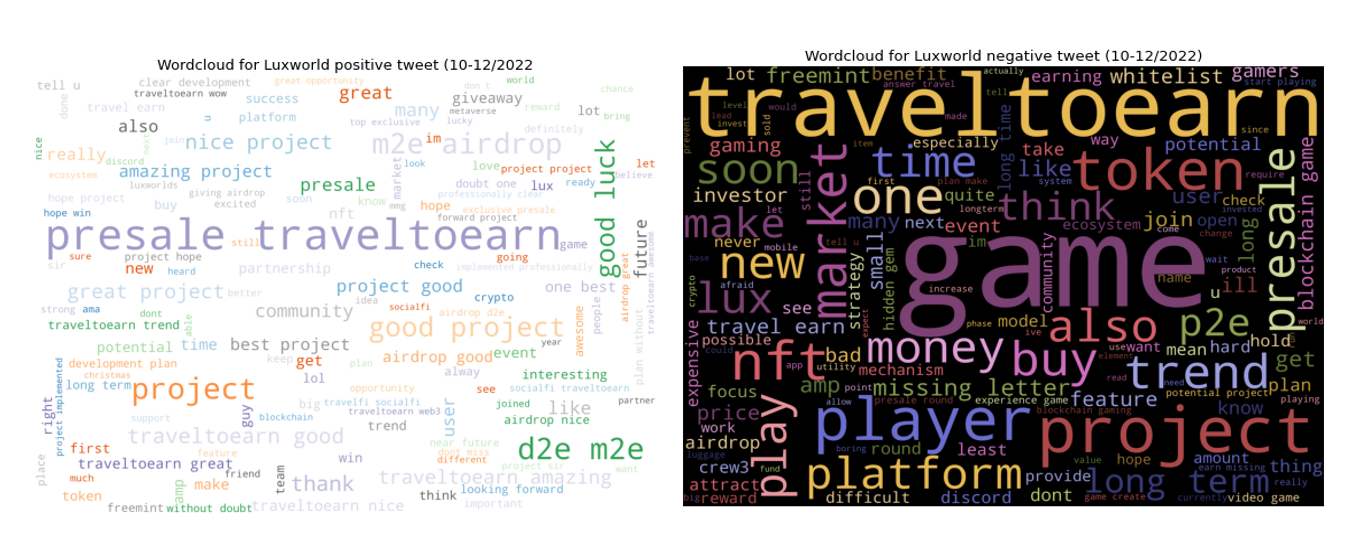 Wordcloud for Luxworld positive tweet (10-12/2022
tell u
clear development
great opportunity
world
done
traveltoearn wow
great
don t
giveaway
chance
travel earn
success
many
metaverse
reward
lot
bring
also
platform
top exclusive
lucky
definitely
nice
join
nice project
m2e airdrop
im
good luck
let
really
discord
next
market
look
love
project project
believe
ecosystem
amazing project
presale
doubt one
lux
ready
luxworlds
giving airdrop
professionally clear
hope project
excited
soon
know
hope win
buy
nft
mmg
hope
exclusive presale
forward project
future
presale traveltoearn
still
game
sure
project hope
going
sir
new
heard
partnership
check
implemented professionally
traveltoearn awesome
great project
better
project good
crypto
one best
airdrop great
strong
ama
idea
socialfi
people
dont
able
community
airdrop d2e
traveltoearn trend
good project
awesome
potential
time
best project
year
plan without
development plan
keep
get
airdrop good
event
christmas
plan
alway
long term
project
lol
opportunity
see
interesting
socialfi traveltoearn
right
project implemented
guy
big
travelfi socialfi
joined
like
partner
support
blockchain
traveltoearn web3
user
airdrop nice
traveltoearn good
trend
near future
d2e m2e
first
feature
win
dont miss
different
traveltoearn great
friend
team
project sir
want
place
much
amp
make
thank
traveltoearn amazing
token
think
looking forward
freemint
without doubt
traveltoearn nice
important
Wordcloud for Luxworld negative tweet (10-12/2022)
lot
freemint
benefit
actually
earning
whitelist
gamers
answer travel
tell
start playing
traveltoearn
level
would
lead
made
invest
sold
prevent
item
since
gaming
especially
take
way
potential
soon
time
long time
like
token
require
investor
still
first
plan make
system
user
check
let
one
quite
longterm
think
invested
make
market
many
next
event
ecosystem
join
open
come
change
long
presale
blockchain game
never
mobile
tell u
small
im
game
community
name
wait
base
new
strategy
hidden gem
product
crypto
afraid
increase
u
ill
lux
see
phase
model
also
p2e
world
travel earn
expect
ive
run
possible
money
buy
use
want
mean
hard
hold
could
nft
bad
app
utility
mechanism
element
trend
get
expensive
read
need
potential project
focus
amp
point
missing letter
experience game
feature
plan
playing
price
play
allow
presale round
blockchain gaming
know
work
player
project
airdrop
boring
round
least
value
hope
amount
luggage
crew3
fund
platform
provide
long term
earn missing
thing
attract
really
big
reward
difficult
discord
dont
game create
currently
video game